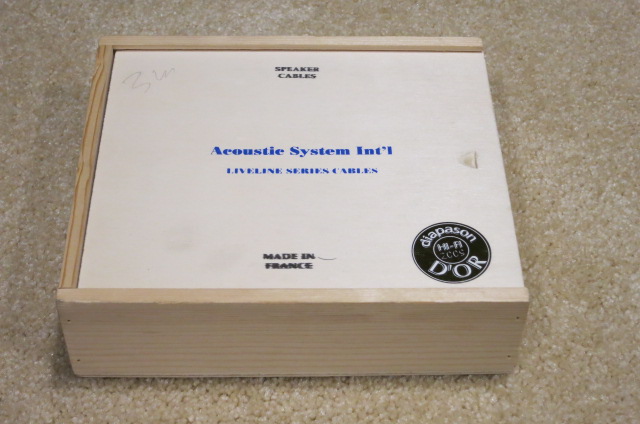 SPEAKER
CABLES
Acoustic System Int'l
LIVELINE SERIES CABLES
MADE IN
FRANCE
diapason
HI-FI
D'OR